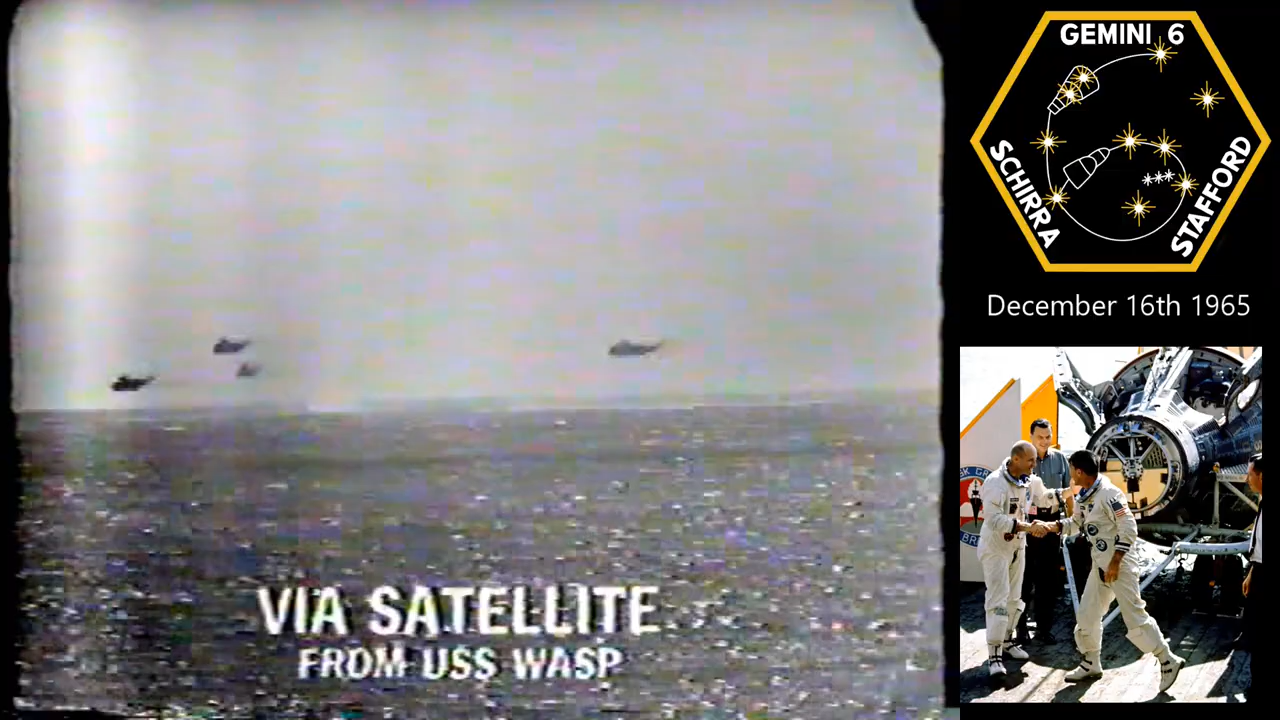 VIA SATELLITE
FROM USS WASP
GEMINI 6
SCHIRRA
STAFFORD
December 16th 1965